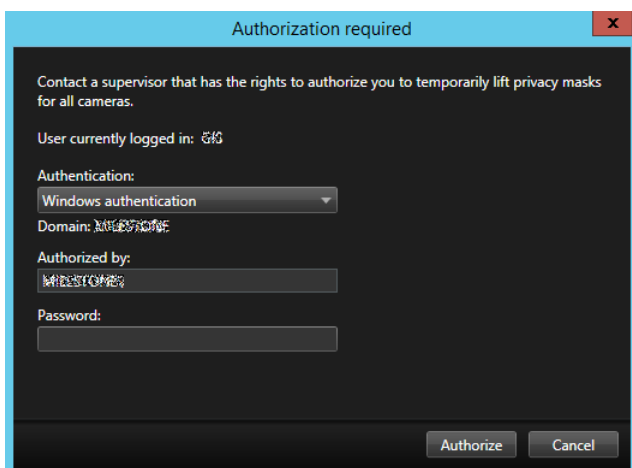 Authorization required
X
Contact a supervisor that has the rights to authorize you to temporarily lift privacy masks
for all cameras.
User currently logged in:
Authentication:
Windows authentication
Domain:
Authorized by:
Password:
Authorize Cancel